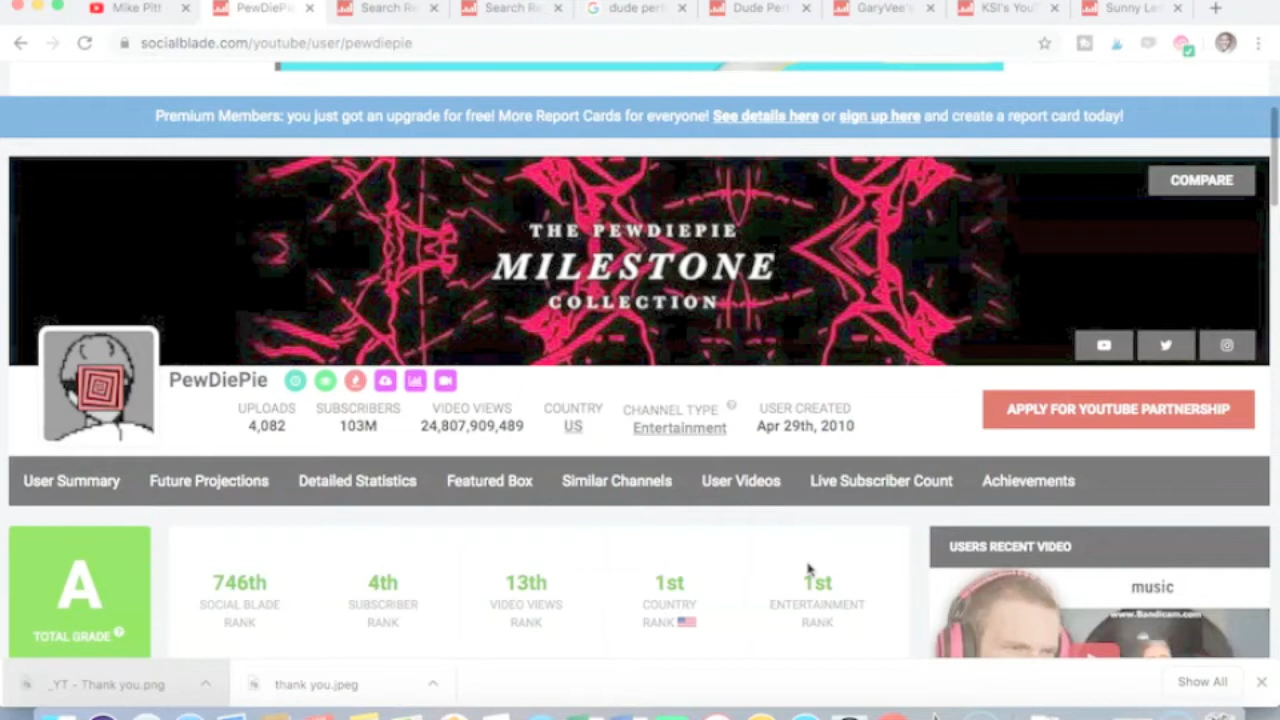 Mike Pitt
PewDiePi
Search Re
Search Re
dude perf
Dude Perf
GaryVee's
KSI's YouT
Sunny Le
socialblade.com/youtube/user/pewdiepie
Premium Members: you just got an upgrade for free! More Report Cards for everyone! See details here or sign up here and create a report card today!
COMPARE
THE PEWDIEPIE
MILESTONE
COLLECTION
PewDiePie
UPLOADS SUBSCRIBERS VIDEO VIEWS COUNTRY CHANNEL TYPE USER CREATED
4,082 103M 24,807,909,489 US Entertainment Apr 29th, 2010
APPLY FOR YOUTUBE PARTNERSHIP
User Summary Future Projections Detailed Statistics Featured Box Similar Channels User Videos Live Subscriber Count Achievements
A
TOTAL GRADE
746th
SOCIAL BLADE
RANK
4th
SUBSCRIBER
RANK
13th
VIDEO VIEWS
RANK
1st
COUNTRY
RANK
1st
ENTERTAINMENT
RANK
USERS RECENT VIDEO
music
www.Bandicam.com
_YT - Thank you.png
thank you.jpeg
Show All